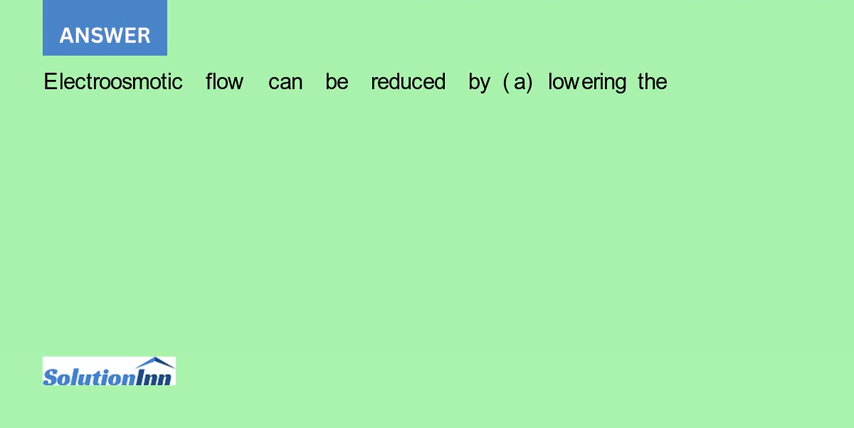 ANSWER
Electroosmotic flow can be reduced by ( a) lowering the
SolutionInn